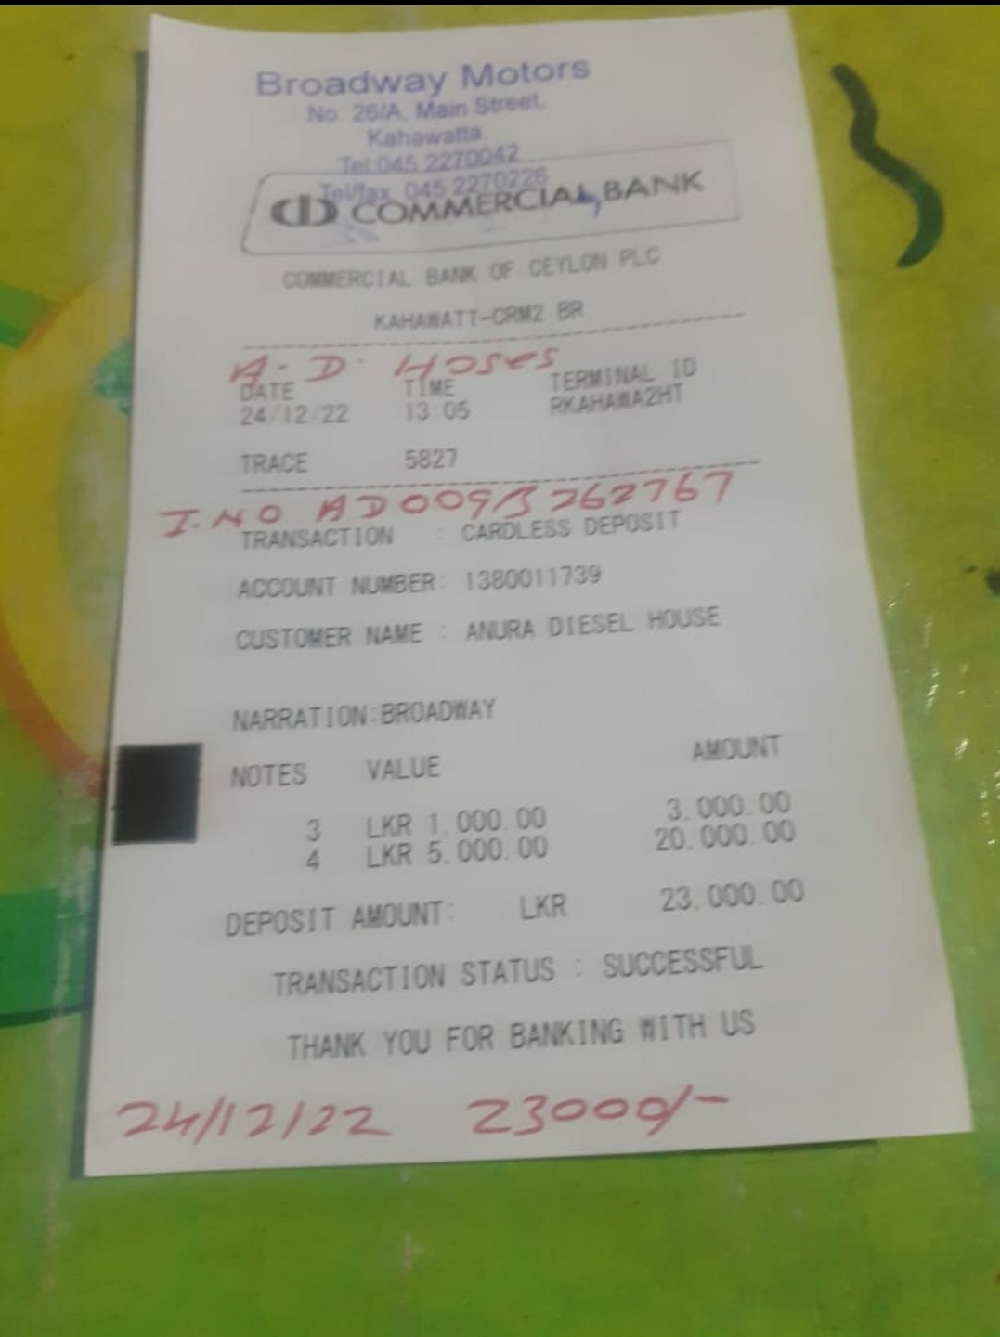 Broadway Motors
No. 26/A, Main Street,
Kahawatta.
Tel:045 2270042
Tel/fax: 045 2270226
COMMERCIAL BANK
COMMERCIAL BANK OF CEYLON PLC
KAHAWATT-CRM2 BR
A-D- Hoses
DATE TIME TERMINAL ID
24/12/22 13:05 RKAHAWA2HT
TRACE 5827
I.NO AD009B262767
TRANSACTION : CARDLESS DEPOSIT
ACCOUNT NUMBER: 1380011739
CUSTOMER NAME : ANURA DIESEL HOUSE
NARRATION:BROADWAY
NOTES VALUE AMOUNT
3 LKR 1,000.00 3,000.00
4 LKR 5,000.00 20,000.00
DEPOSIT AMOUNT: LKR 23,000.00
TRANSACTION STATUS : SUCCESSFUL
THANK YOU FOR BANKING WITH US
24/12/22 23000/-